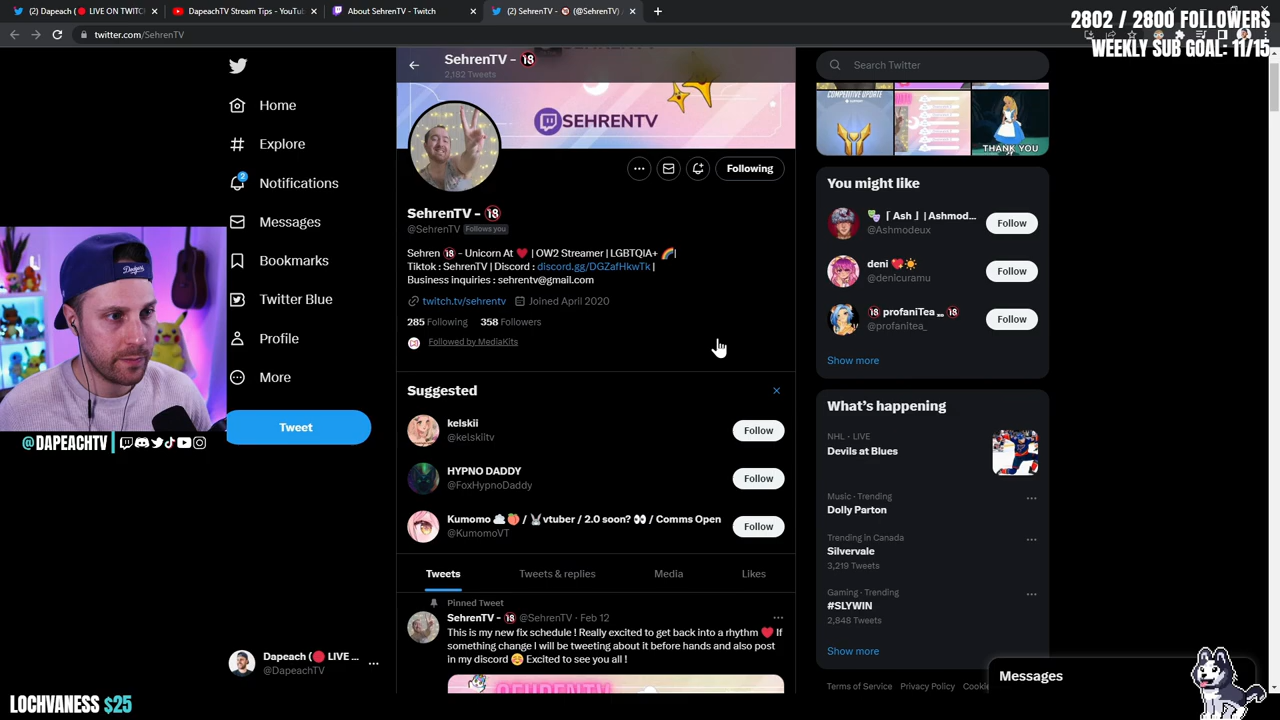 (2) Dapeach (🔴 LIVE ON TWITC
DapeachTV Stream Tips - YouTub
About SehrenTV - Twitch
(2) SehrenTV - 🔞 (@SehrenTV)
twitter.com/SehrenTV
2802 / 2800 FOLLOWERS
WEEKLY SUB GOAL: 11/15
Home
Explore
2
Notifications
Messages
Bookmarks
Twitter Blue
Profile
More
Tweet
@DAPEACHTV |
Dapeach (🔴 LIVE ...
@DapeachTV
LOCHVANESS $25
SehrenTV - 🔞
2,182 Tweets
SEHRENTV
Following
SehrenTV - 🔞
@SehrenTV Follows you
Sehren 🔞 - Unicorn At ❤️ | OW2 Streamer | LGBTQIA+ 🌈|
Tiktok : SehrenTV | Discord : discord.gg/DGZafHkwTk |
Business inquiries : sehrentv@gmail.com
twitch.tv/sehrentv Joined April 2020
285 Following 358 Followers
Followed by MediaKits
Suggested
kelskii
@kelskiitv
Follow
HYPNO DADDY
@FoxHypnoDaddy
Follow
Kumomo ☁️🍑 / 🐰vtuber / 2.0 soon? 👀 / Comms Open
@KumomoVT
Follow
Tweets
Tweets & replies
Media
Likes
Pinned Tweet
SehrenTV - 🔞 @SehrenTV · Feb 12
This is my new fix schedule ! Really excited to get back into a rhythm ❤️ If
something change I will be tweeting about it before hands and also post
in my discord 😊 Excited to see you all !
SEHRENTV
Search Twitter
COMPETITIVE UPDATE
THANK YOU
You might like
🎭「 Ash 」 | Ashmod...
@Ashmodeux
Follow
deni ❤️☀️
@denicuramu
Follow
🔞 profaniTea „„ 🔞
@profanitea_
Follow
Show more
What's happening
NHL · LIVE
Devils at Blues
Music · Trending
Dolly Parton
Trending in Canada
Silvervale
3,219 Tweets
Gaming · Trending
#SLYWIN
2,848 Tweets
Show more
Terms of Service Privacy Policy Cookie
Messages